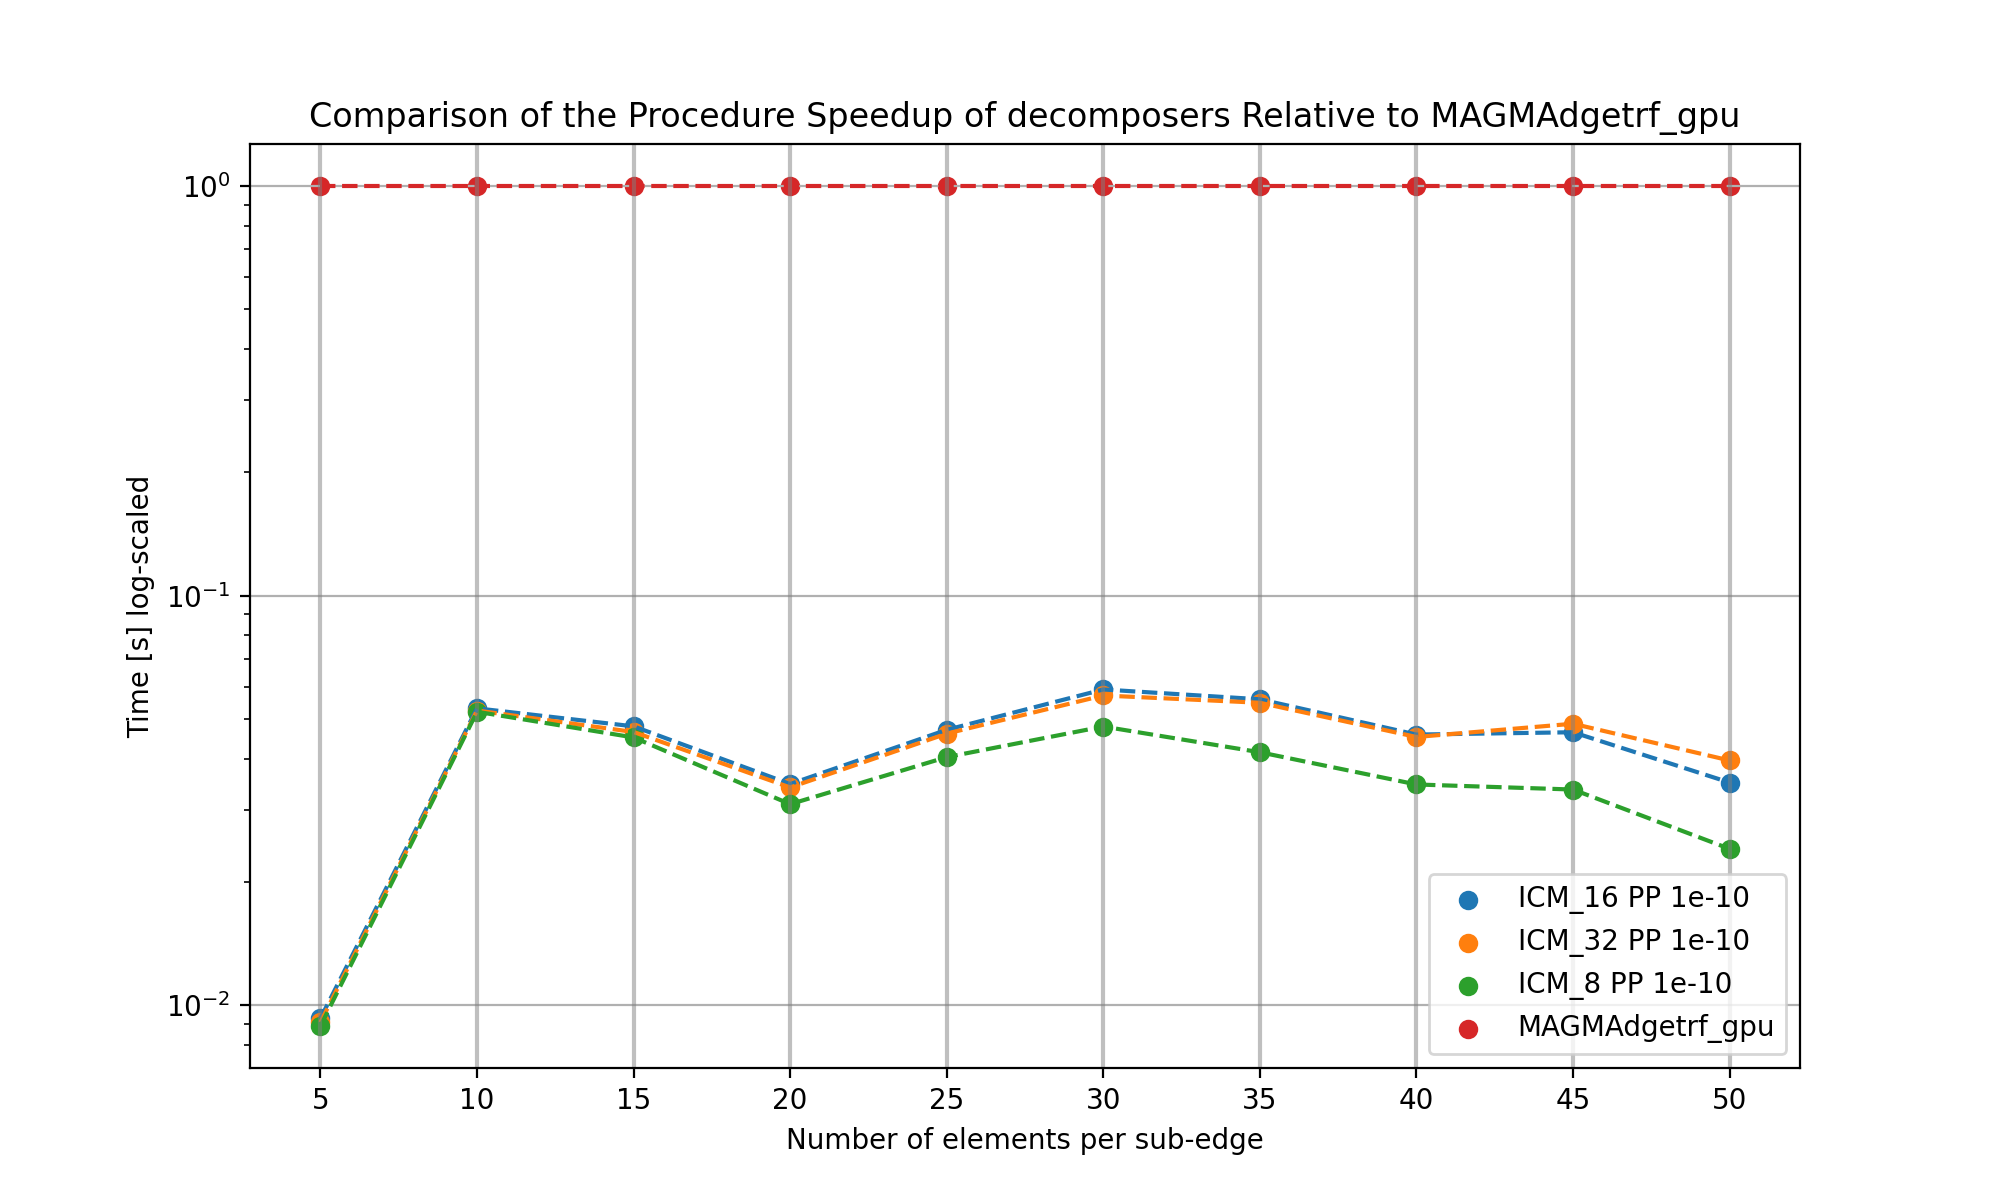 Comparison of the Procedure Speedup of decomposers Relative to MAGMAdgetrf_gpu
Time [s] log-scaled
10⁰
10⁻¹
10⁻²
5 10 15 20 25 30 35 40 45 50
Number of elements per sub-edge
ICM_16 PP 1e-10
ICM_32 PP 1e-10
ICM_8 PP 1e-10
MAGMAdgetrf_gpu